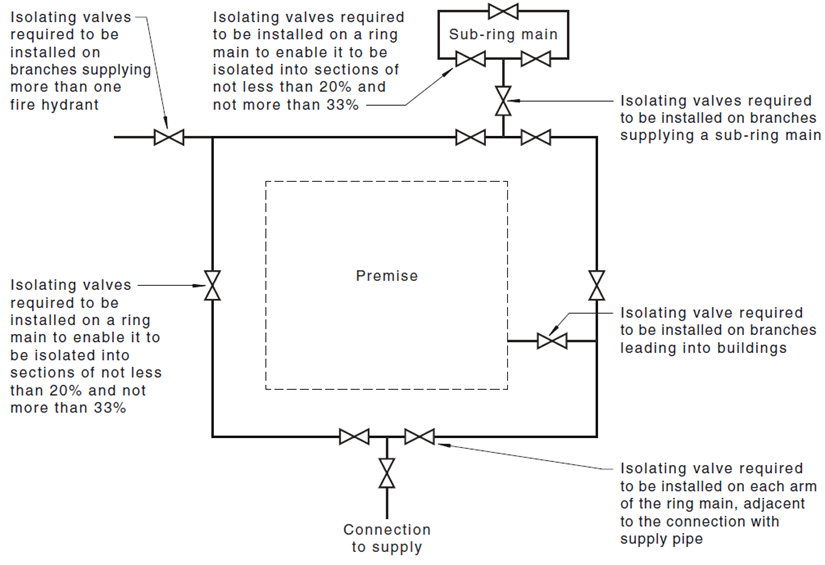 Isolating valves
required to be
installed on
branches supplying
more than one
fire hydrant
Isolating valves required
to be installed on a ring
main to enable it to be
isolated into sections of
not less than 20% and
not more than 33%
Sub-ring main
Isolating valves required
to be installed on branches
supplying a sub-ring main
Premise
Isolating valves
required to be
installed on a ring
main to enable it to
be isolated into
sections of not less
than 20% and not
more than 33%
Isolating valve required
to be installed on branches
leading into buildings
Isolating valve required
to be installed on each arm
of the ring main, adjacent
to the connection with
supply pipe
Connection
to supply